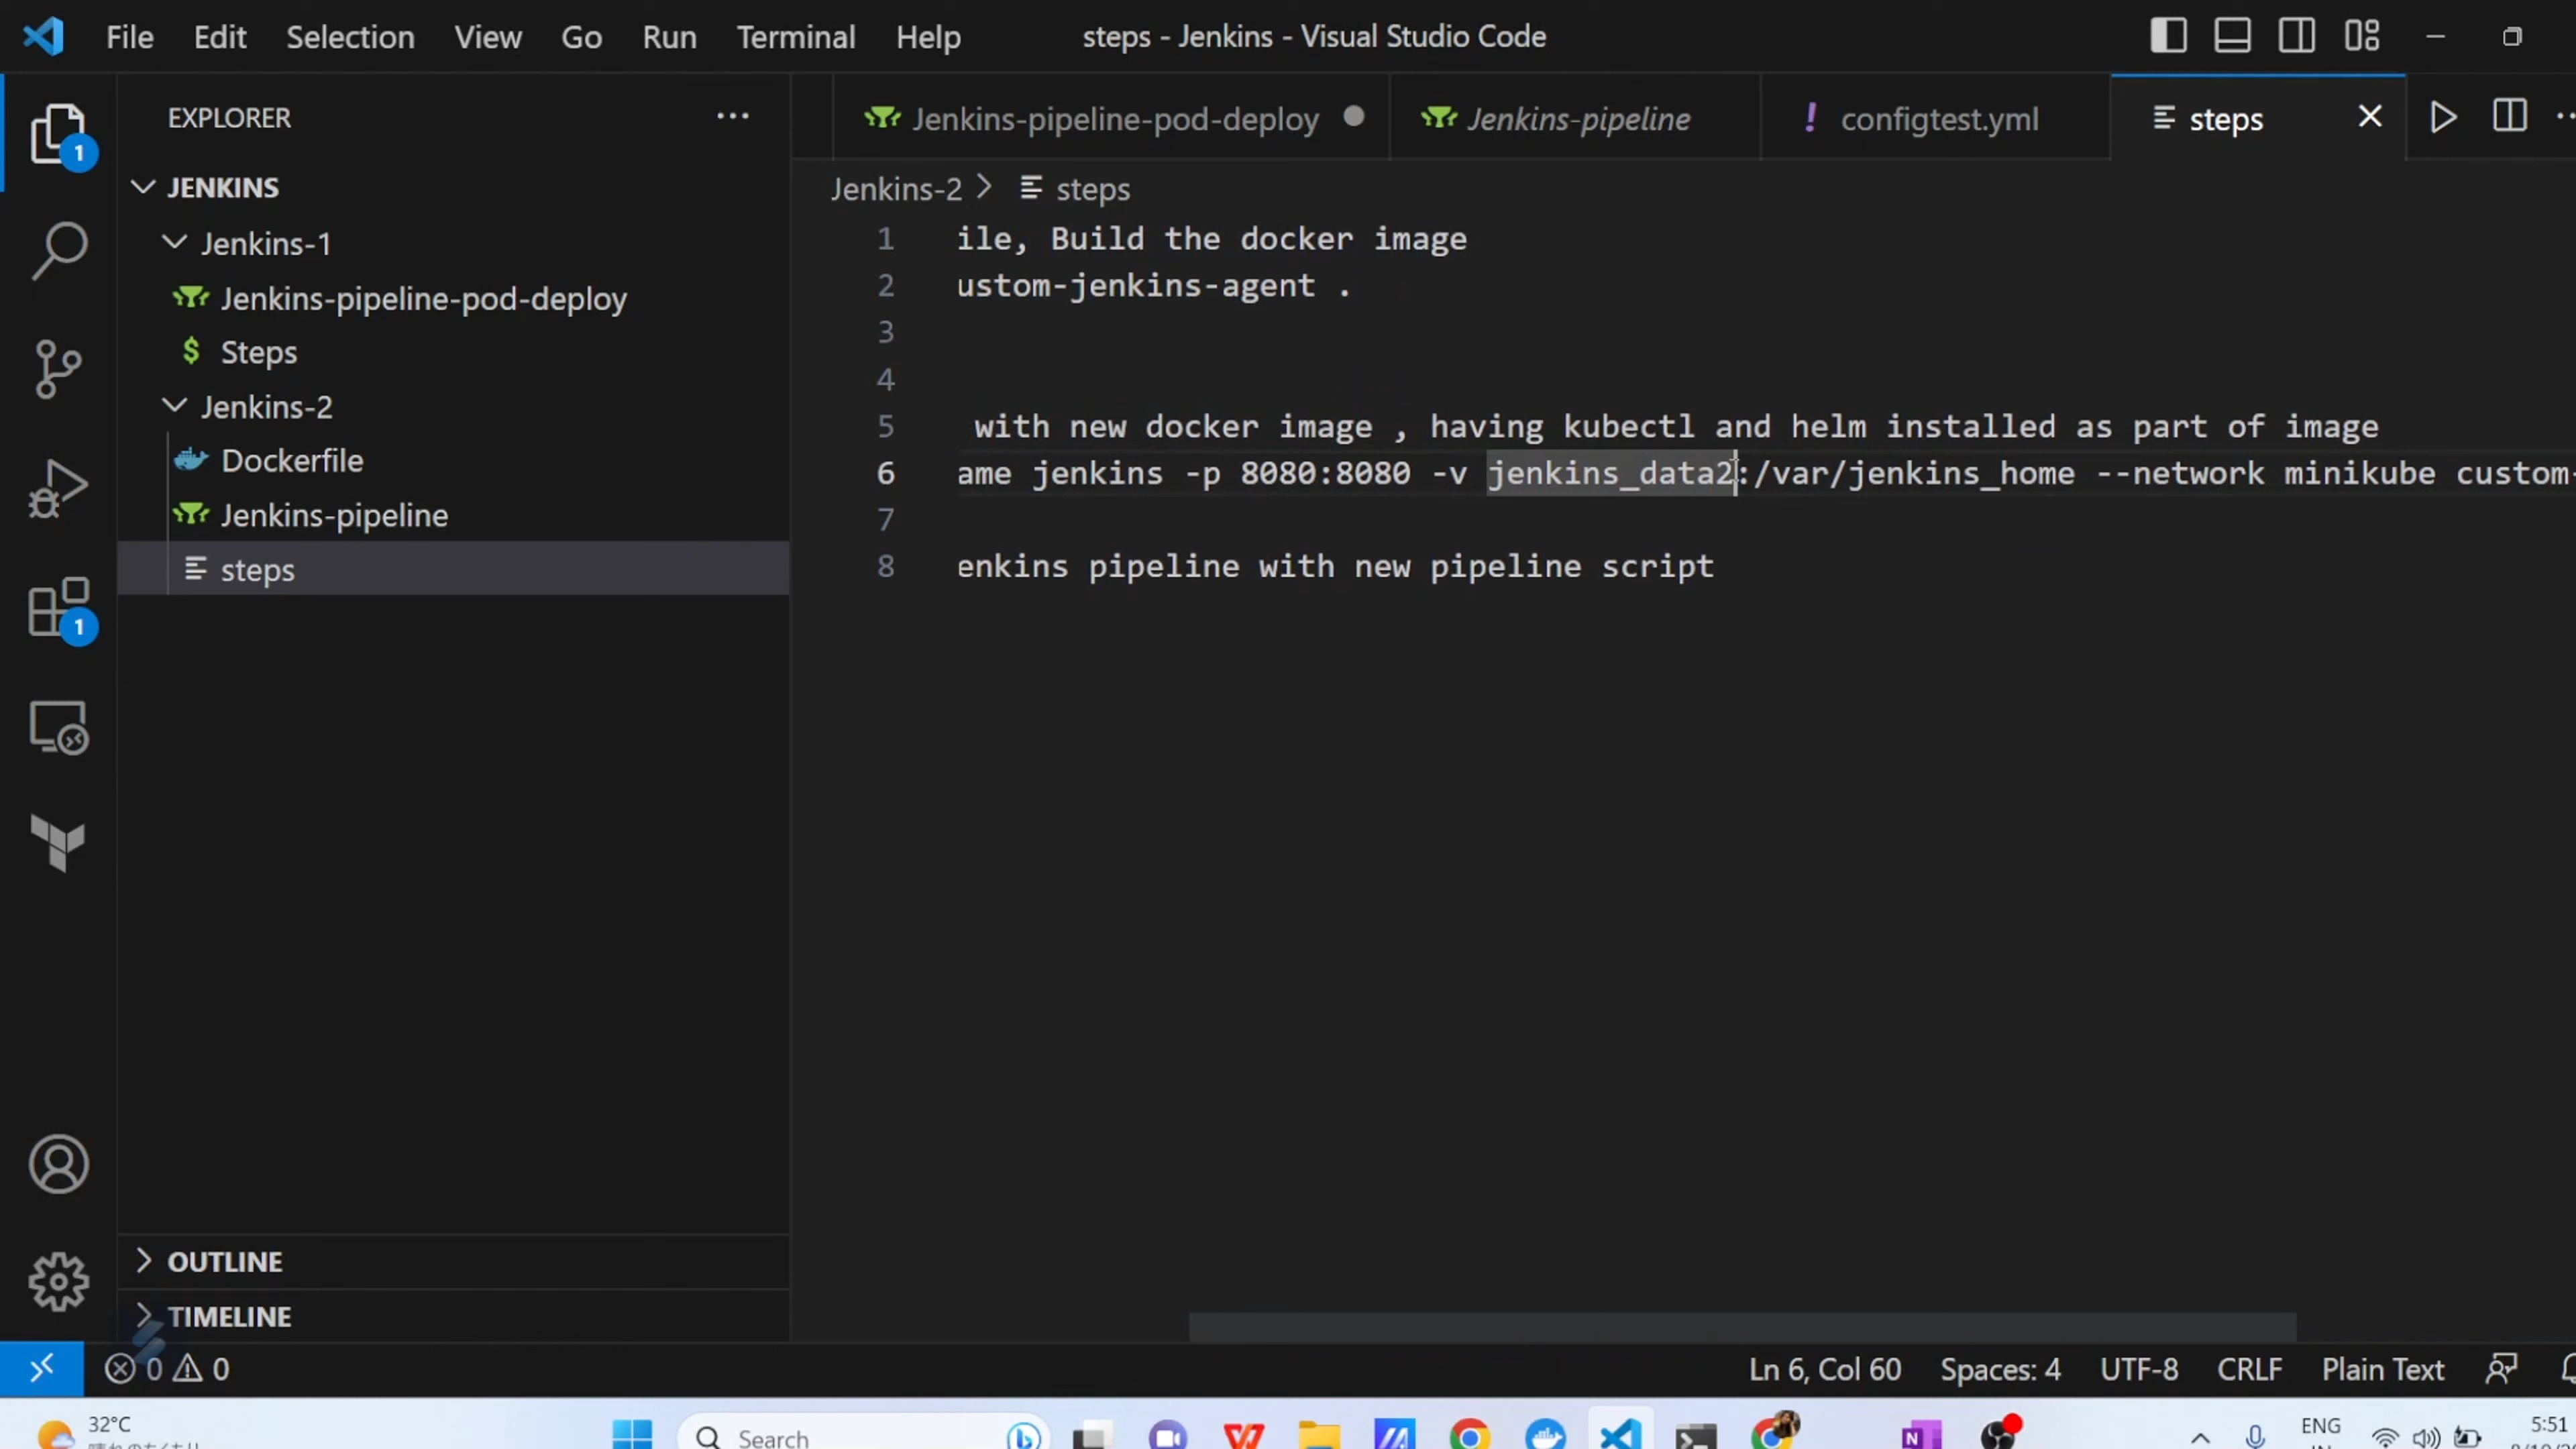 File Edit Selection View Go Run Terminal Help steps - Jenkins - Visual Studio Code
EXPLORER
Jenkins-pipeline-pod-deploy Jenkins-pipeline configtest.yml steps
1
JENKINS
Jenkins-2 > steps
Jenkins-1
Jenkins-pipeline-pod-deploy
Steps
Jenkins-2
Dockerfile
Jenkins-pipeline
steps
1
1 ile, Build the docker image
2 ustom-jenkins-agent .
3
4
5 with new docker image , having kubectl and helm installed as part of image
6 ame jenkins -p 8080:8080 -v jenkins_data2:/var/jenkins_home --network minikube custom-
7
8 enkins pipeline with new pipeline script
OUTLINE
TIMELINE
0 0 Ln 6, Col 60 Spaces: 4 UTF-8 CRLF Plain Text
32°C
Search
ENG
5:51